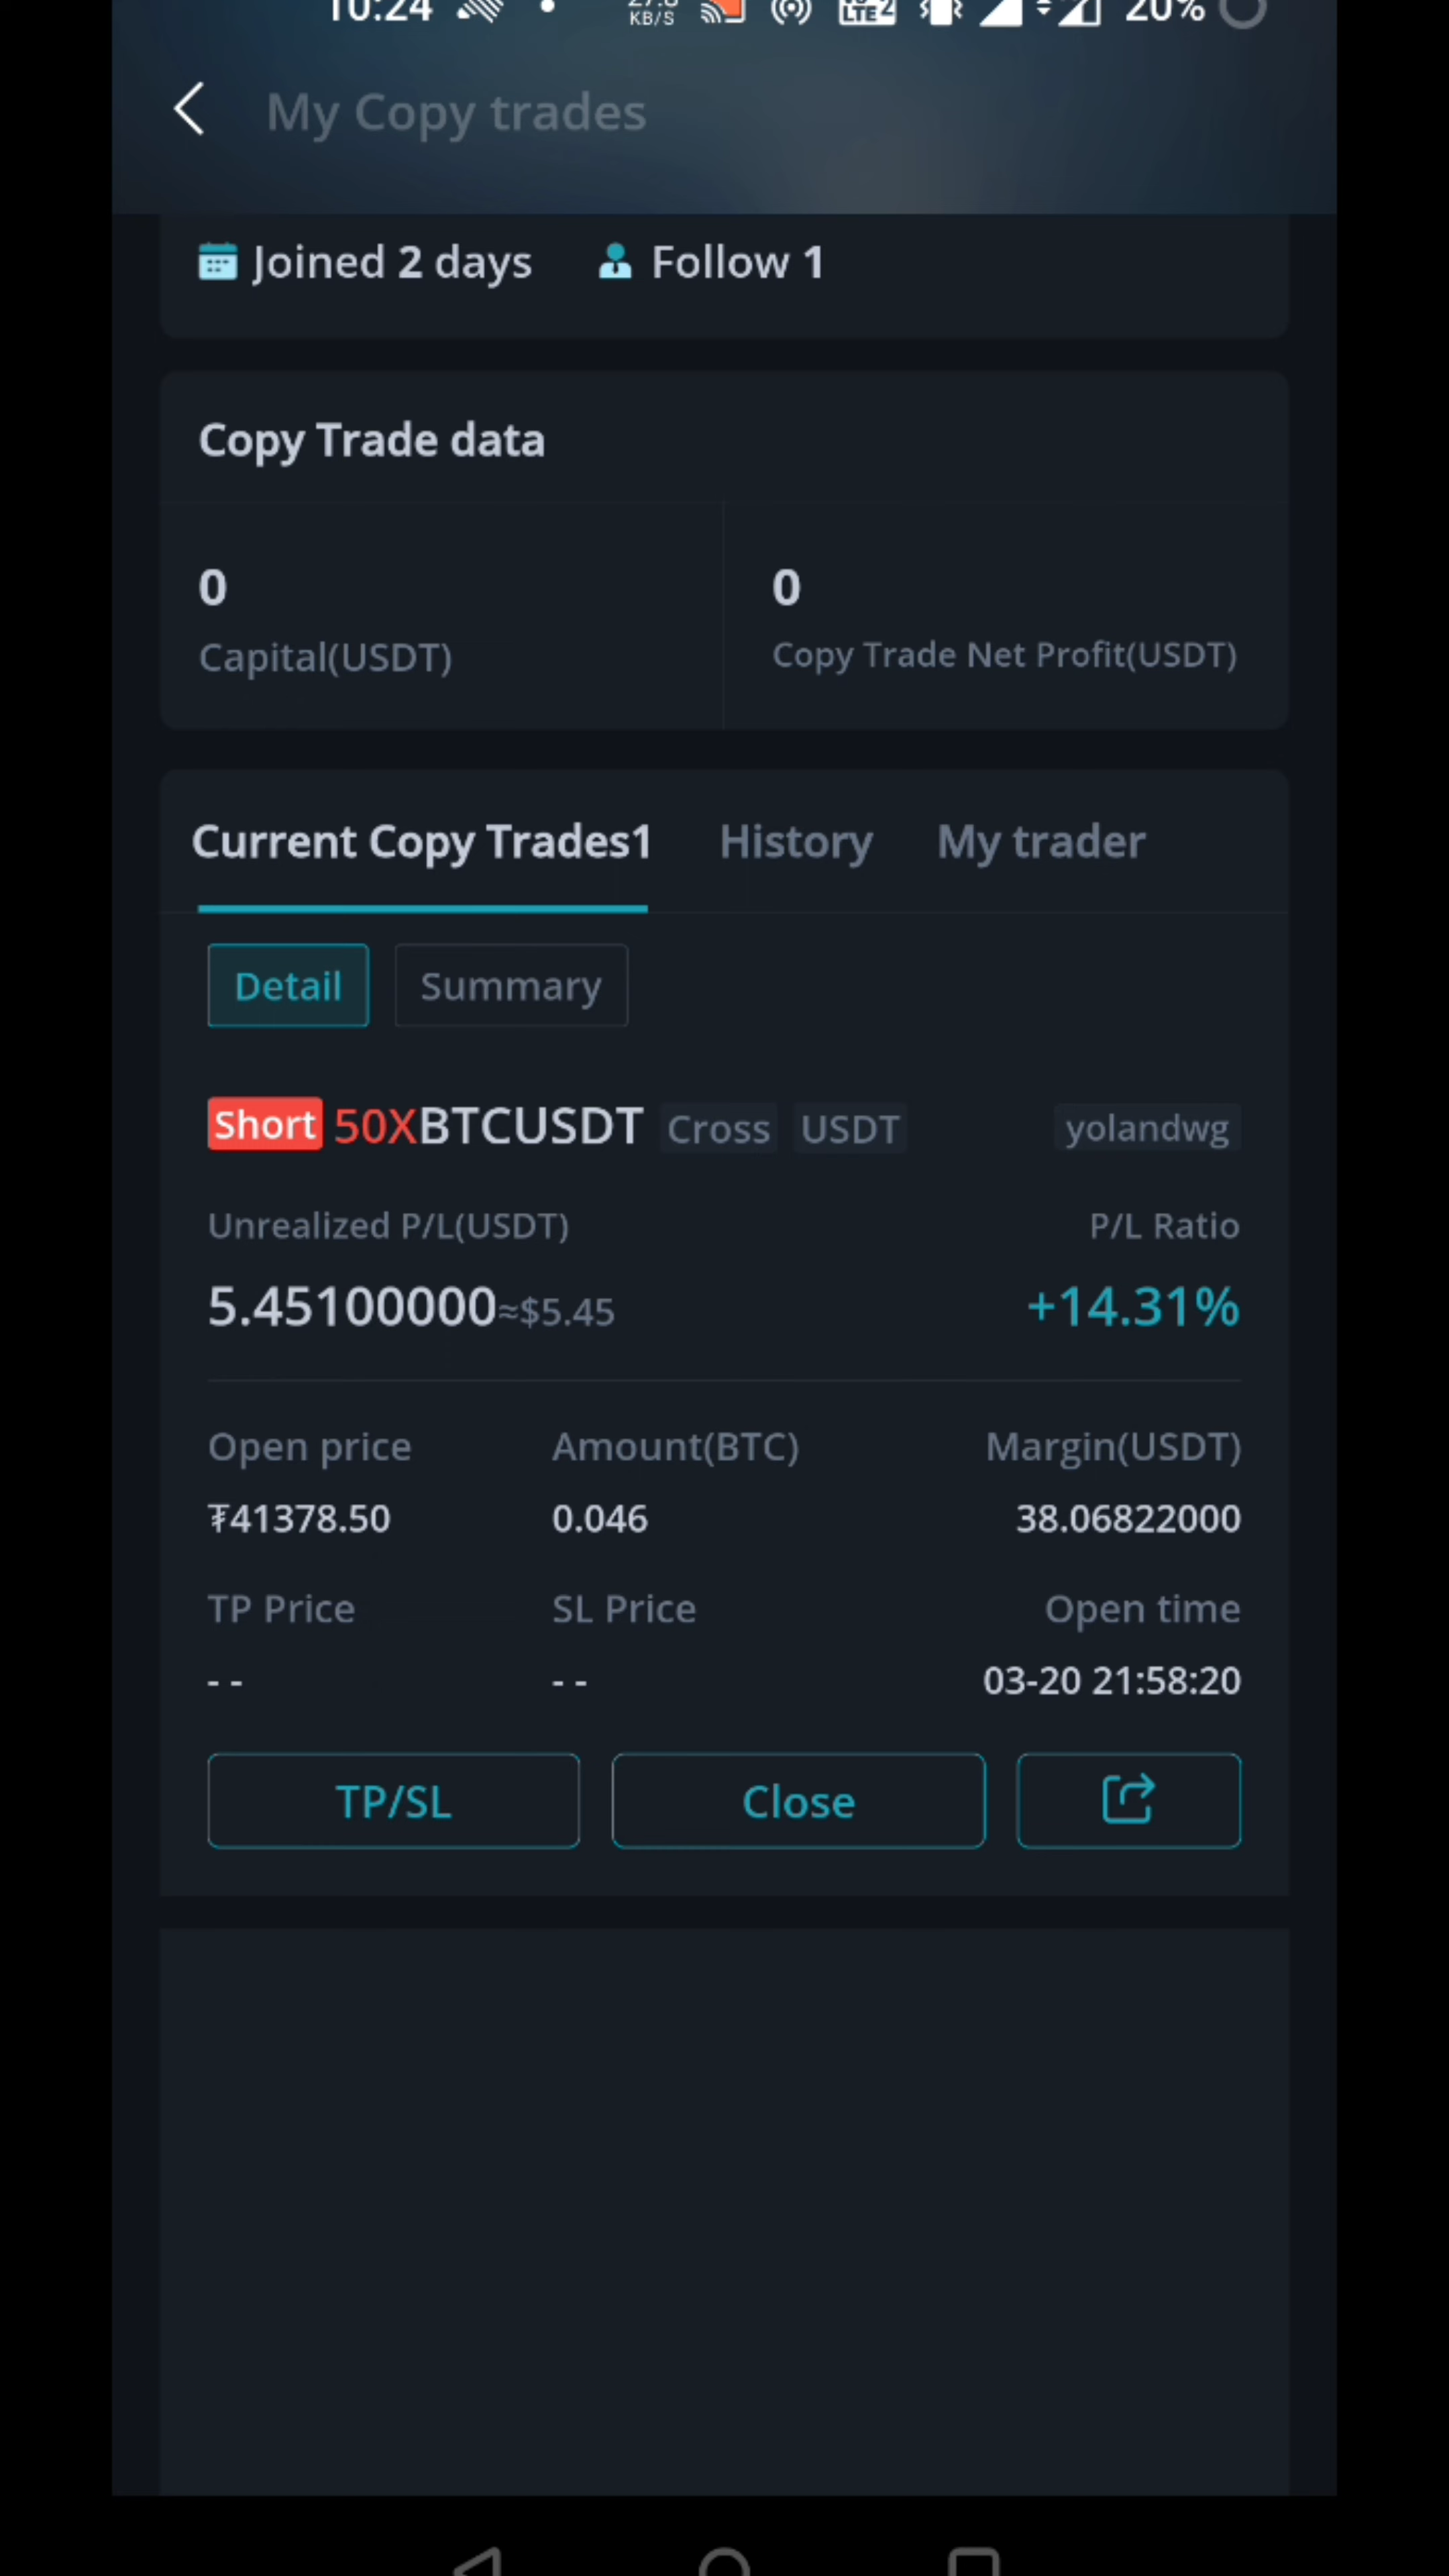 10:24 KB/S LTE 2 20%
My Copy trades
Joined 2 days Follow 1
Copy Trade data
0 0
Capital(USDT) Copy Trade Net Profit(USDT)
Current Copy Trades1 History My trader
Detail Summary
Short 50XBTCUSDT Cross USDT yolandwg
Unrealized P/L(USDT) P/L Ratio
5.45100000≈$5.45 +14.31%
Open price Amount(BTC) Margin(USDT)
₮41378.50 0.046 38.06822000
TP Price SL Price Open time
-- -- 03-20 21:58:20
TP/SL Close